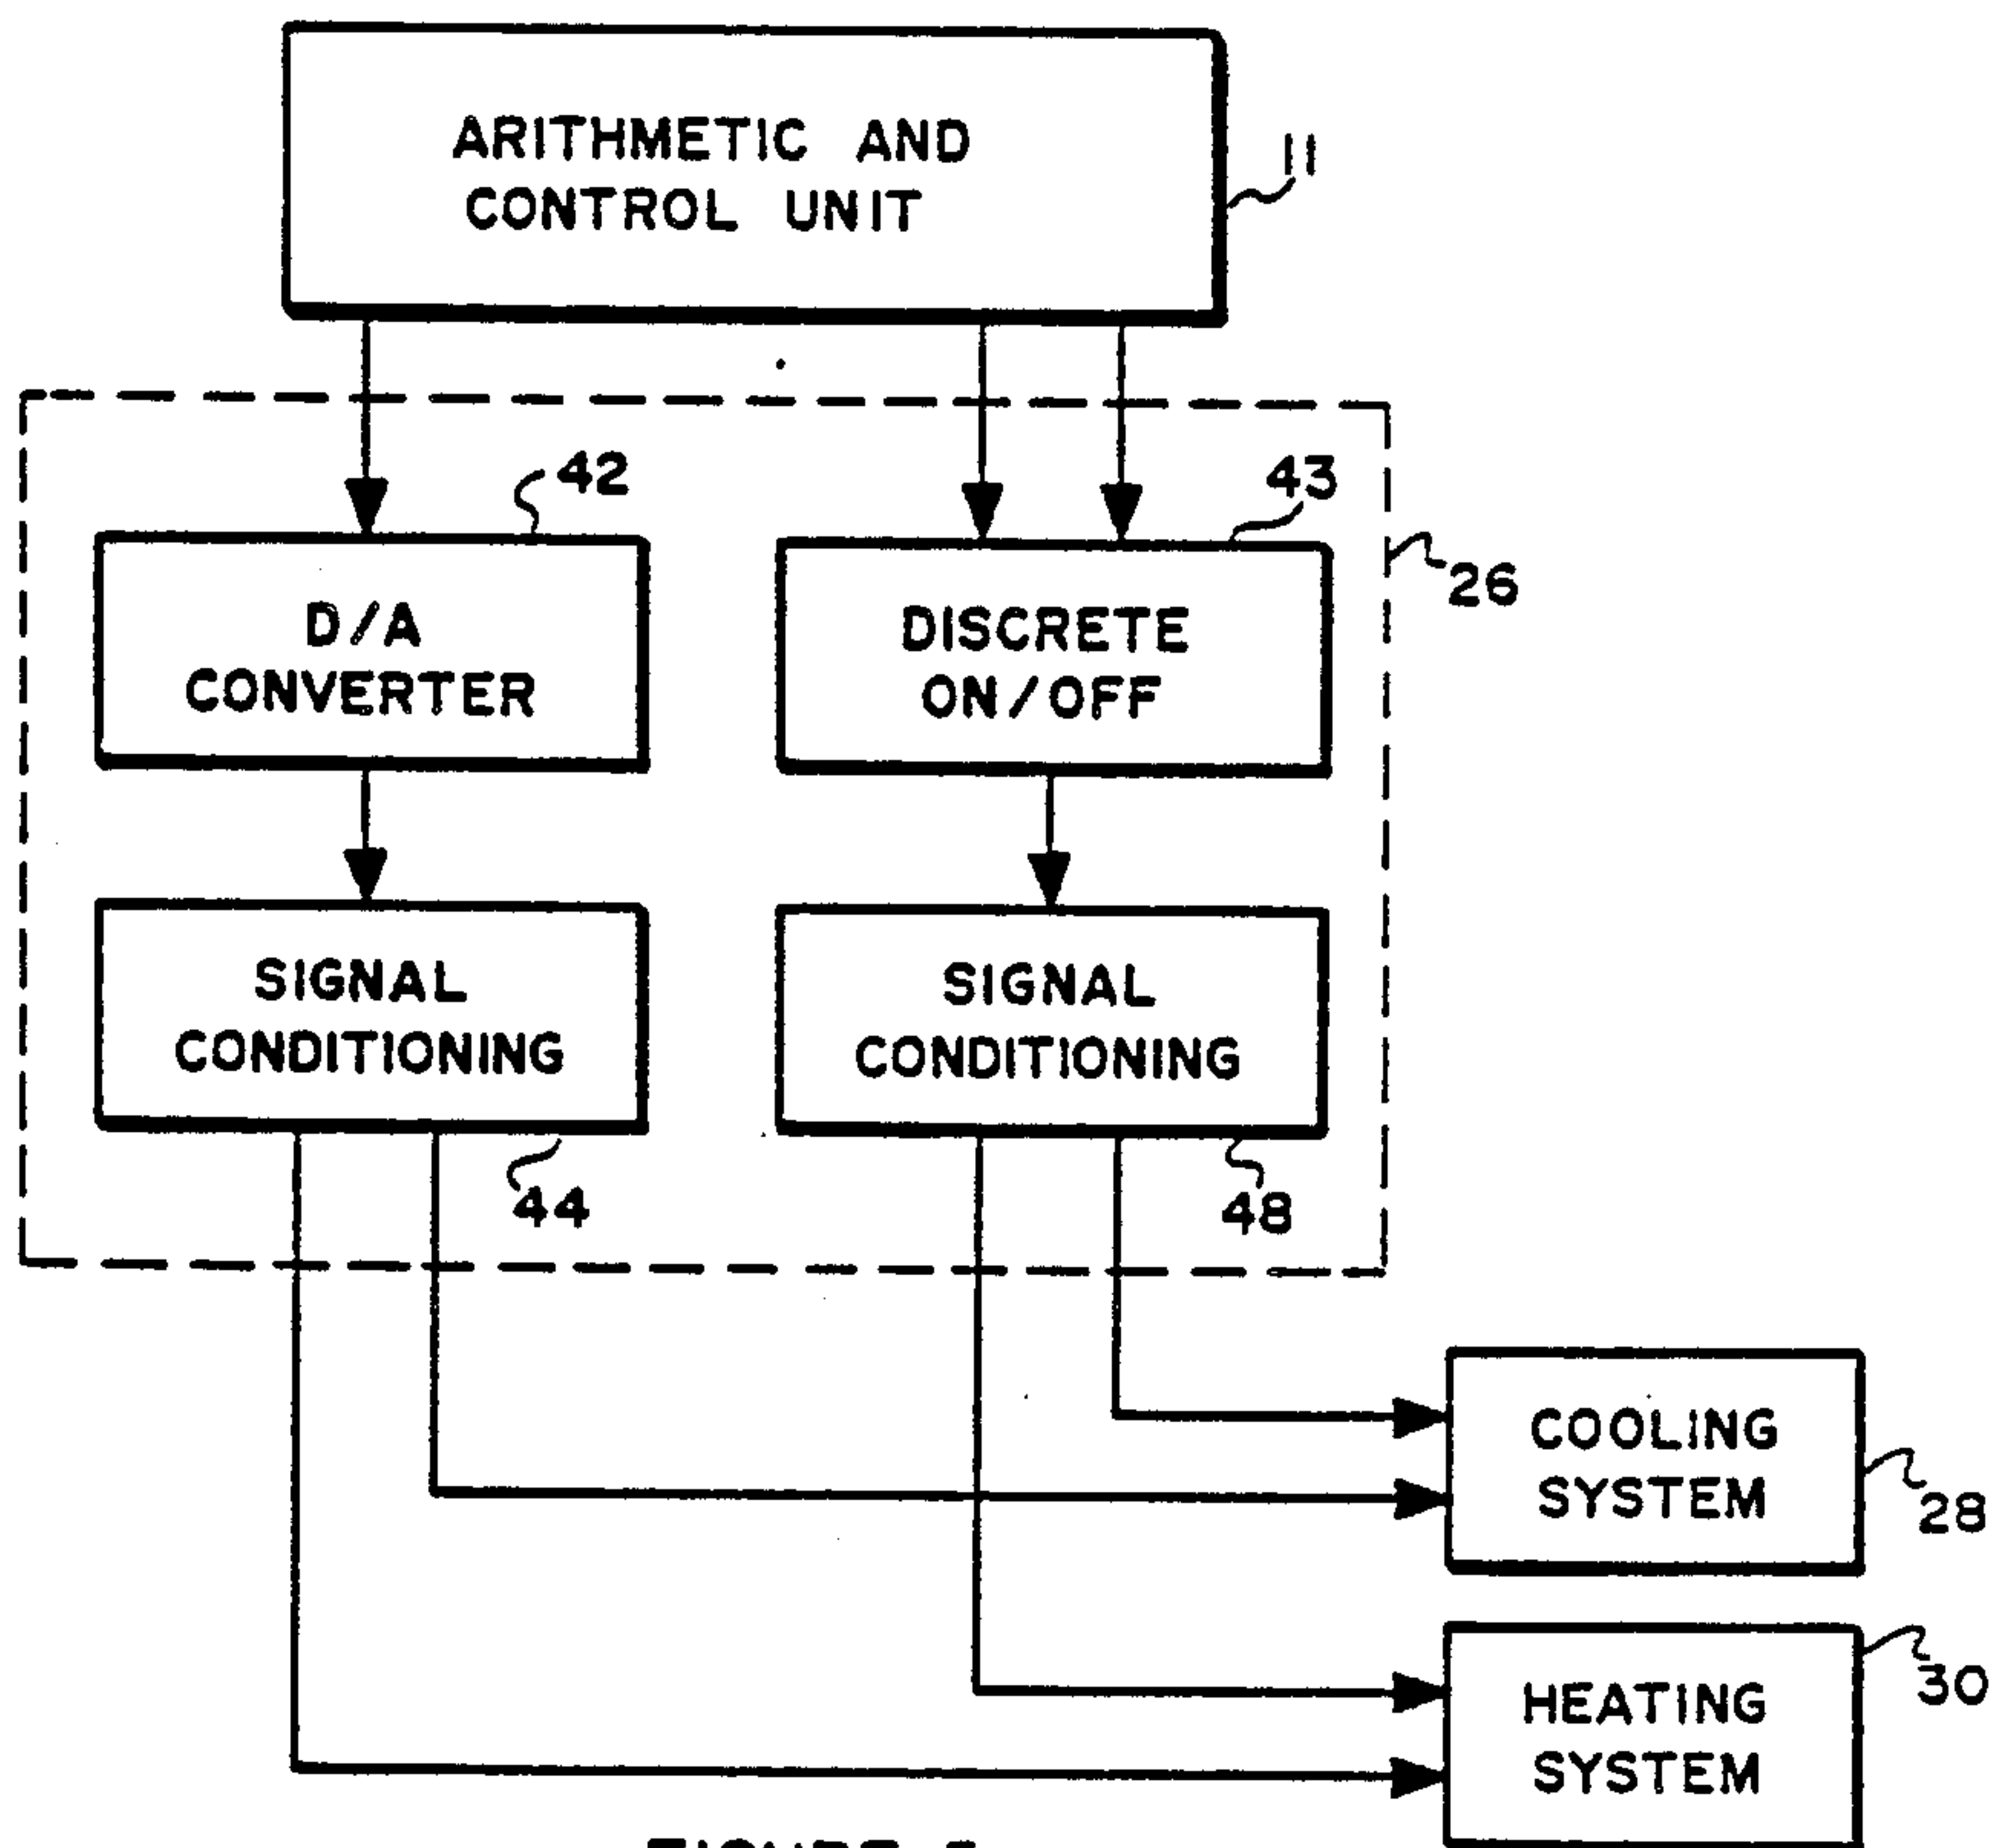 ARITHMETIC AND
CONTROL UNIT
11
42
43
26
D/A
CONVERTER
DISCRETE
ON/OFF
SIGNAL
CONDITIONING
SIGNAL
CONDITIONING
44
48
COOLING
SYSTEM
28
HEATING
SYSTEM
30